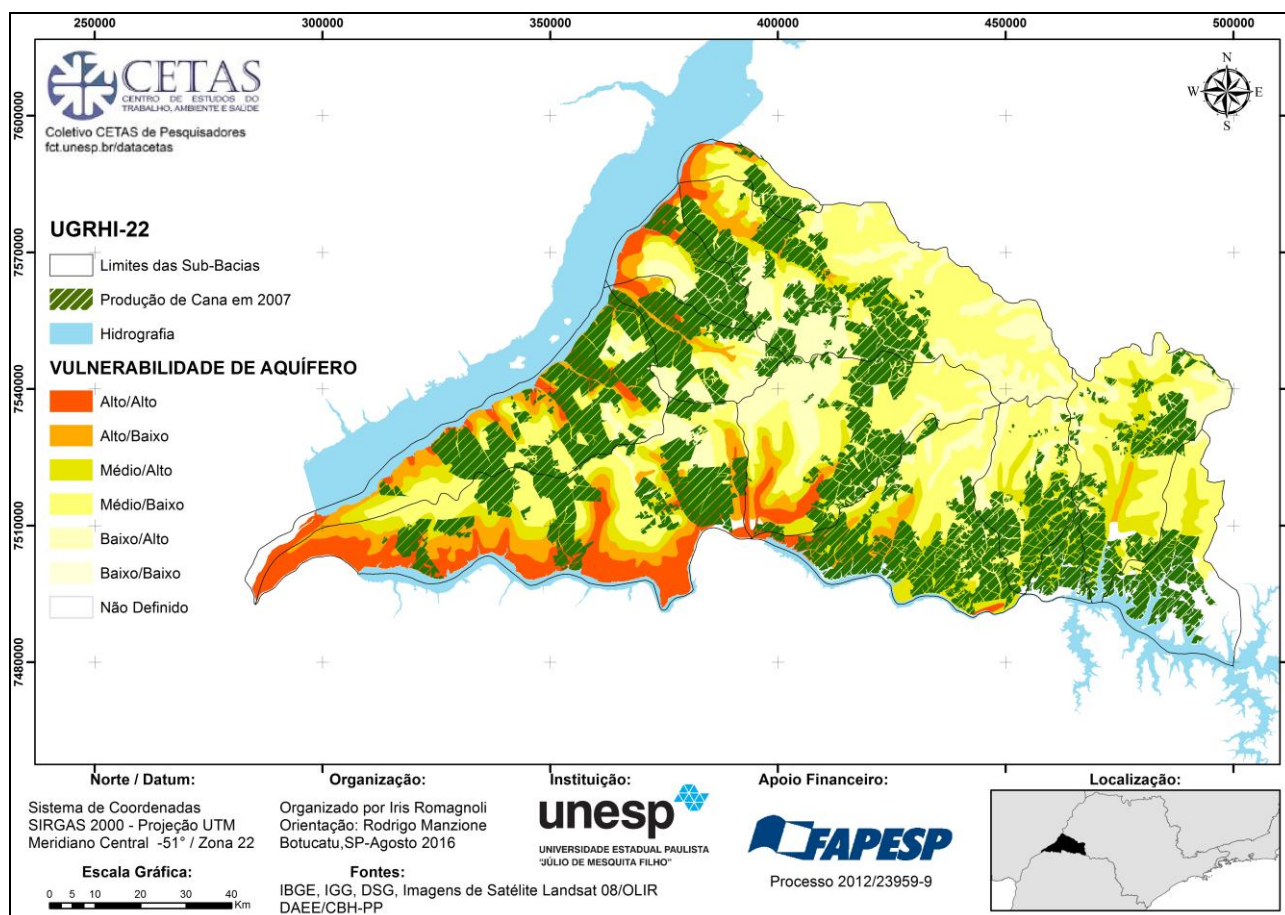 250000 300000 350000 400000 450000 500000
CETAS
CENTRO DE ESTUDOS DO
TRABALHO, AMBIENTE E SAÚDE
Coletivo CETAS de Pesquisadores
fct.unesp.br/datacetas
N
W E
S
7600000
7570000
7540000
7510000
7480000
UGRHI-22
Limites das Sub-Bacias
Produção de Cana em 2007
Hidrografia
VULNERABILIDADE DE AQUÍFERO
Alto/Alto
Alto/Baixo
Médio/Alto
Médio/Baixo
Baixo/Alto
Baixo/Baixo
Não Definido
250000 300000 350000 400000 450000 500000
Norte / Datum:
Sistema de Coordenadas
SIRGAS 2000 - Projeção UTM
Meridiano Central -51° / Zona 22
Escala Gráfica:
0 5 10 20 30 40
Km
Organização:
Organizado por Iris Romagnoli
Orientação: Rodrigo Manzione
Botucatu,SP-Agosto 2016
Fontes:
IBGE, IGG, DSG, Imagens de Satélite Landsat 08/OLIR
DAEE/CBH-PP
Instituição:
unesp
UNIVERSIDADE ESTADUAL PAULISTA
"JÚLIO DE MESQUITA FILHO"
Apoio Financeiro:
FAPESP
Processo 2012/23959-9
Localização: